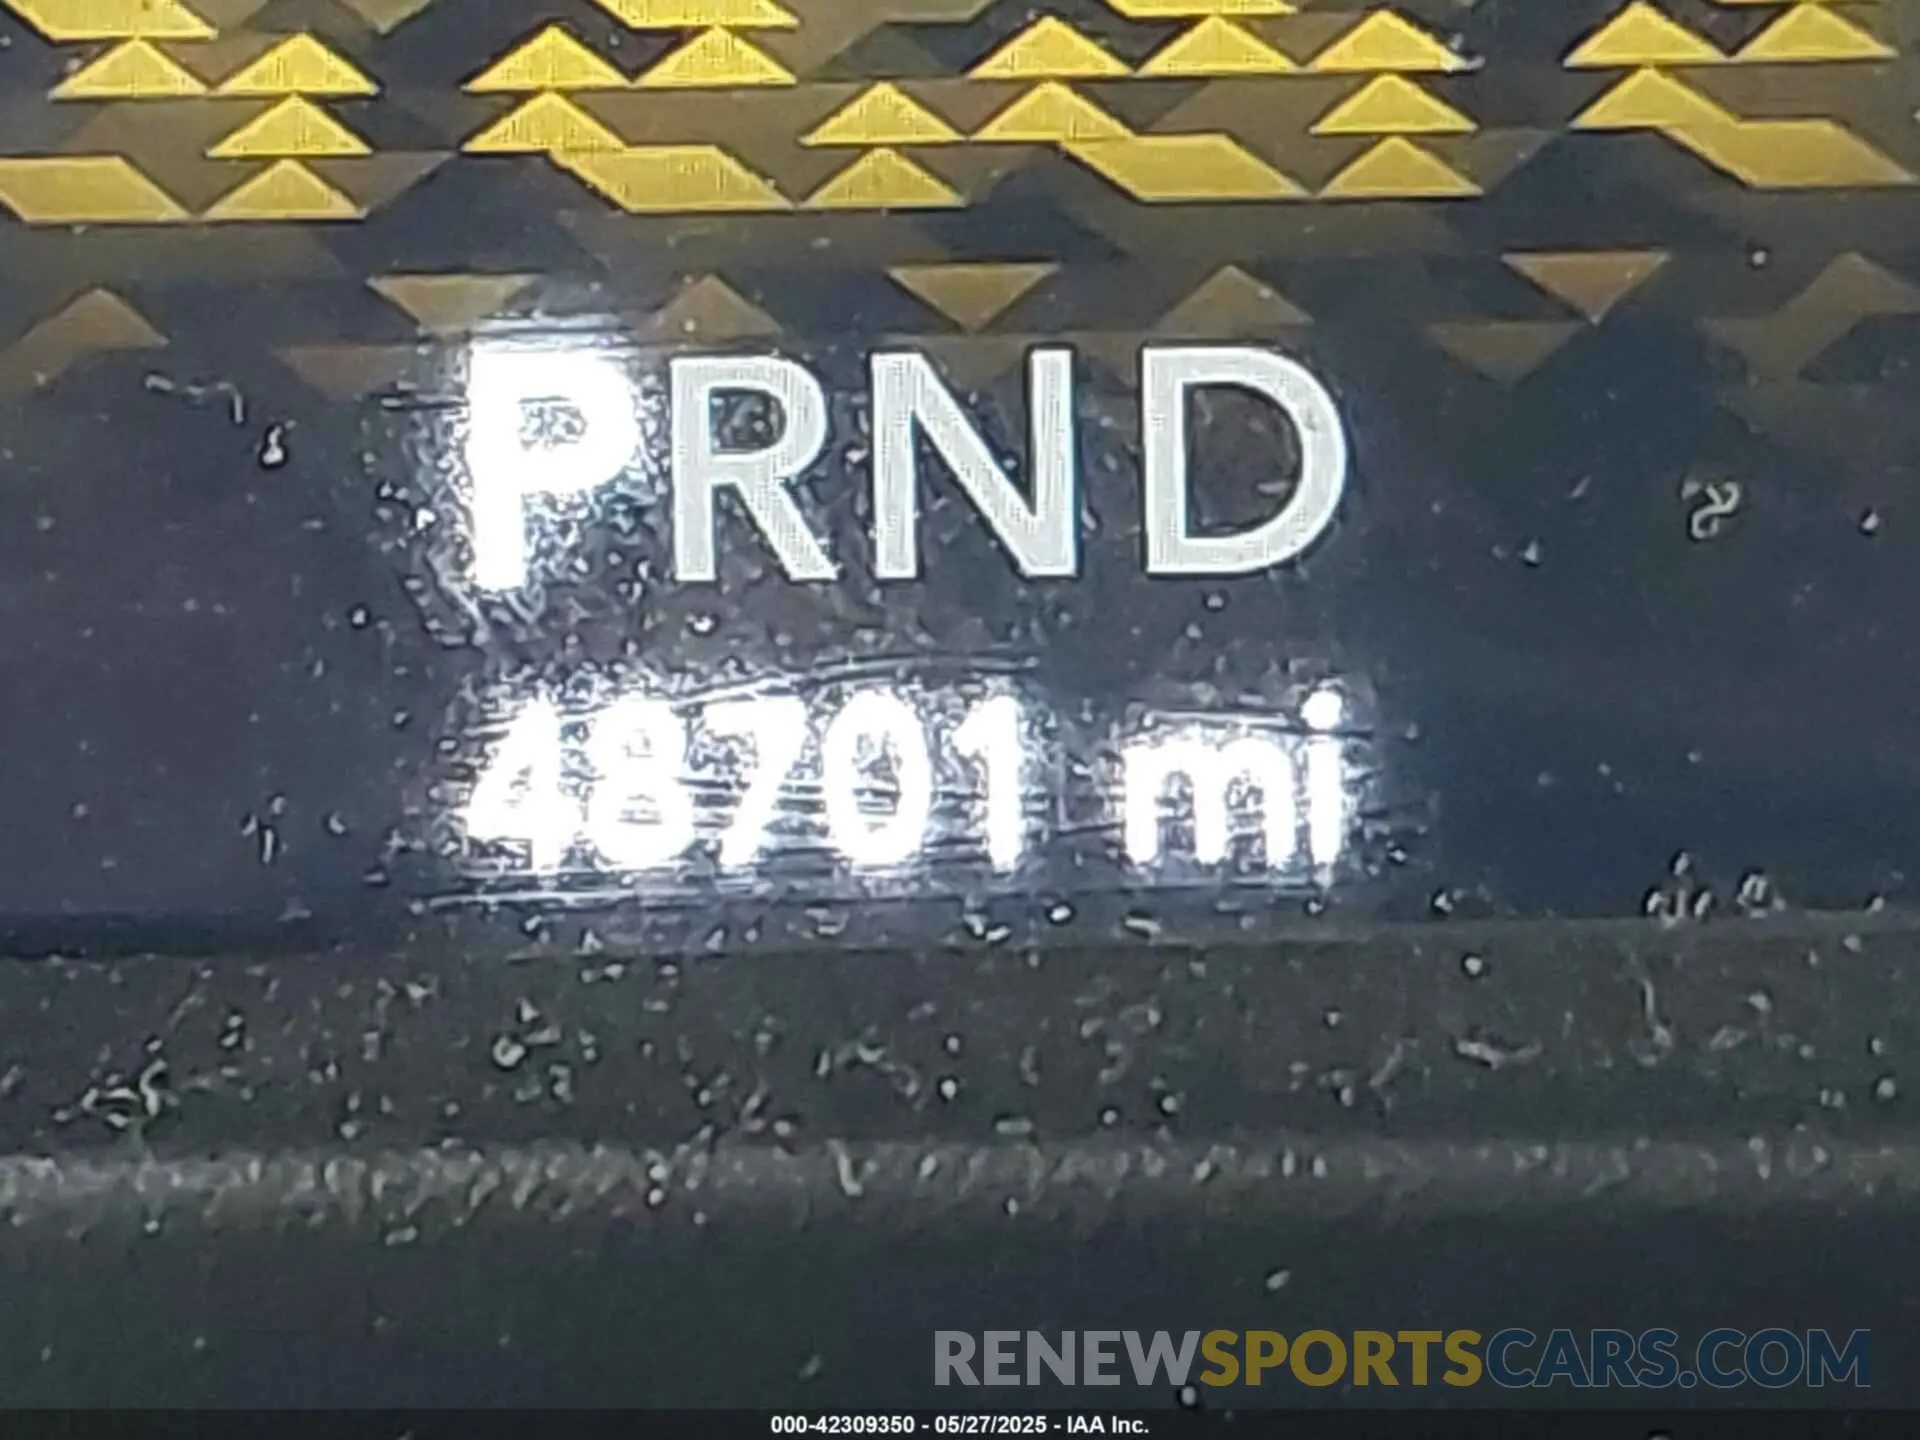 PRND
48701 mi
RENEWSPORTSCARS.COM
000-42309350 - 05/27/2025 - IAA Inc.